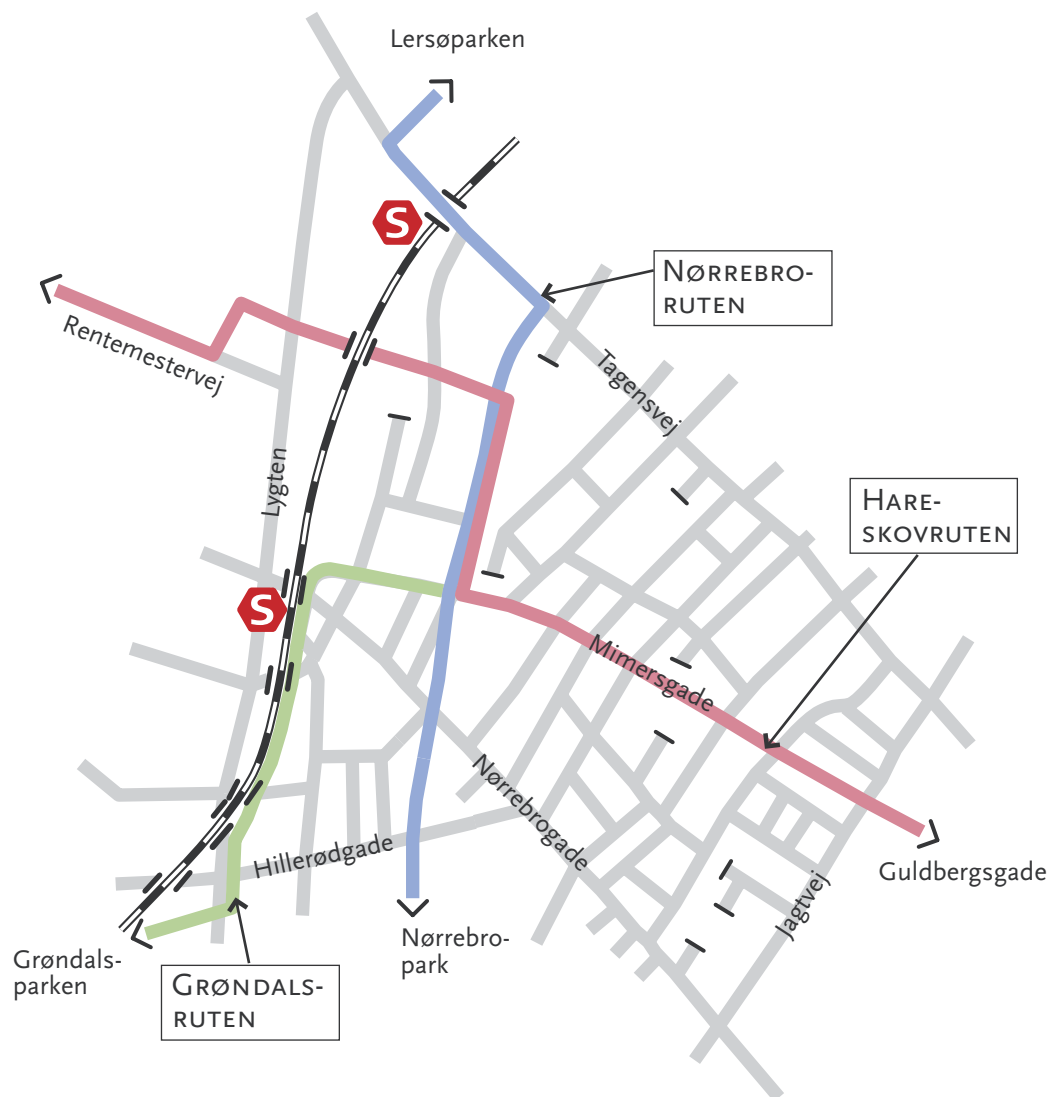 Lersøparken
S
NØRREBRO-
RUTEN
Rentemestervej
Tagensvej
Lygten
HARE-
SKOVRUTEN
S
Mimersgade
Nørrebrogade
Hillerødgade
Guldbergsgade
Jagtvej
Nørrebro-
park
Grøndals-
parken
GRØNDALS-
RUTEN